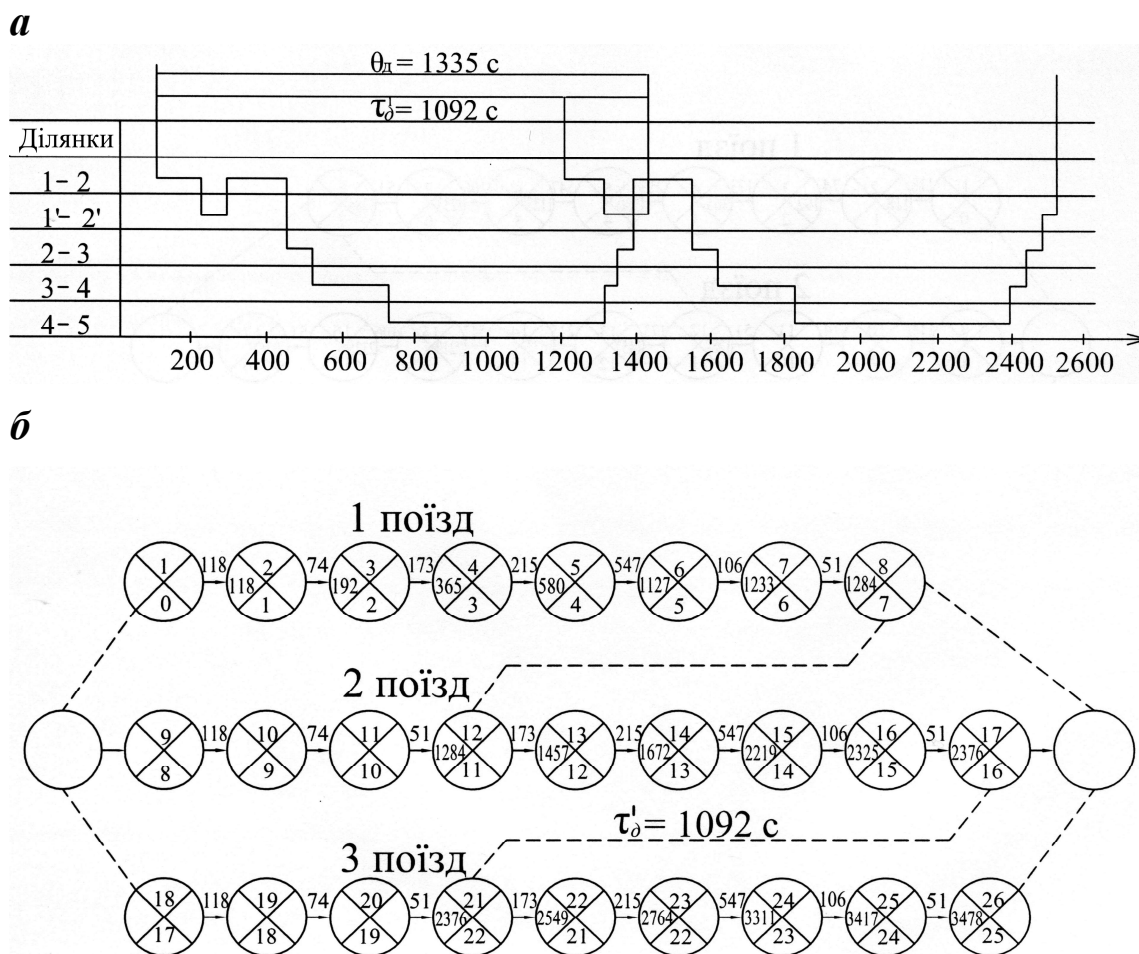 а
θд = 1335 с
τ'д= 1092 с
Ділянки
1 – 2
1'– 2'
2 – 3
3 – 4
4 – 5
200 400 600 800 1000 1200 1400 1600 1800 2000 2200 2400 2600
б
1 поїзд
1 118 2 74 3 173 4 215 5 547 6 106 7 51 8
118 192 365 580 1127 1233 1284
0 1 2 3 4 5 6 7
2 поїзд
9 118 10 74 11 51 12 173 13 215 14 547 15 106 16 51 17
1284 1457 1672 2219 2325 2376
8 9 10 11 12 13 14 15 16
τ'д= 1092 с
3 поїзд
18 118 19 74 20 51 21 173 22 215 23 547 24 106 25 51 26
2376 2549 2764 3311 3417 3478
17 18 19 22 21 22 23 24 25